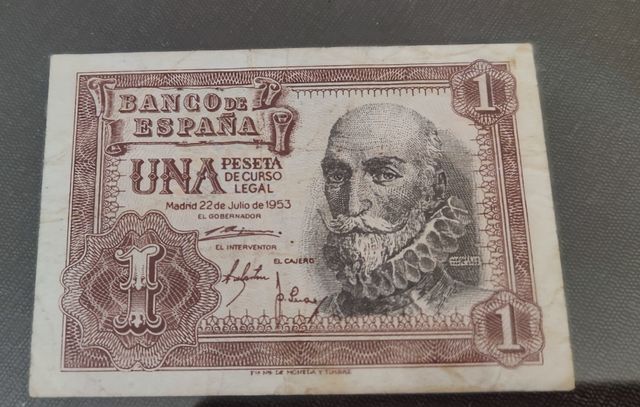 BANCO DE
ESPAÑA
1
UNA PESETA
DE CURSO
LEGAL
Madrid 22 de Julio de 1953
EL GOBERNADOR
EL INTERVENTOR
EL CAJERO
1
1